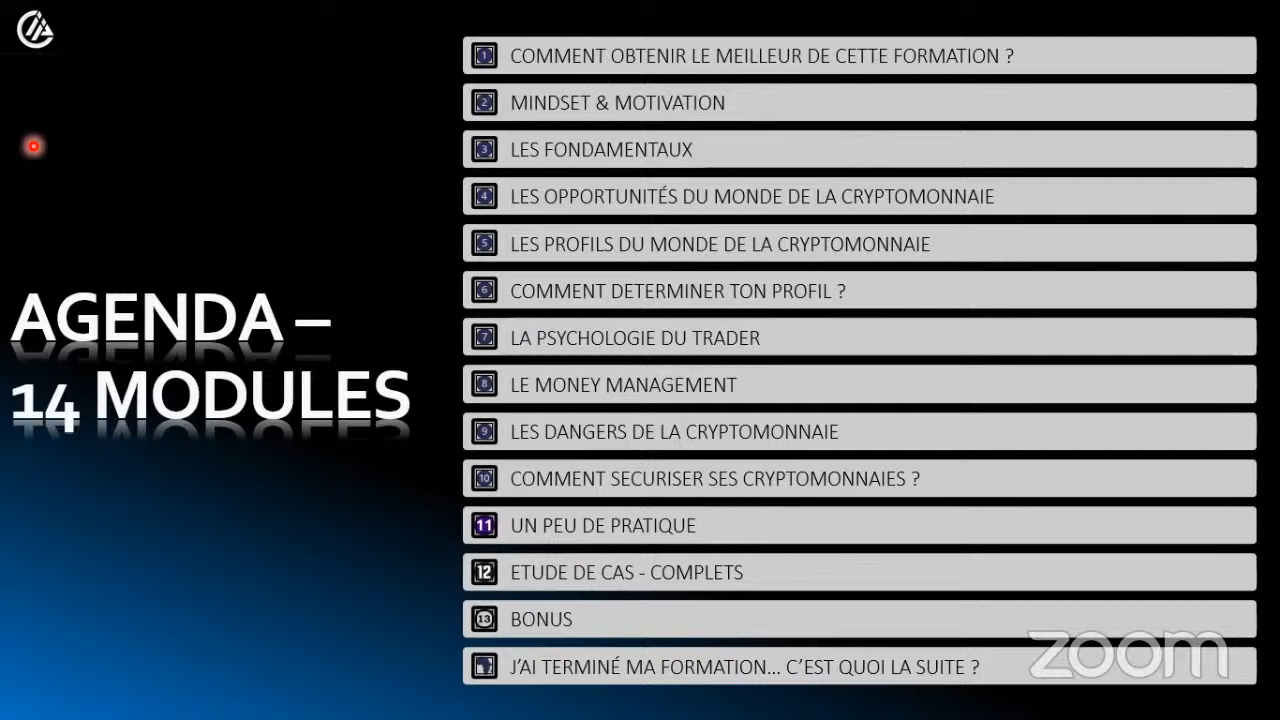 AGENDA –
14 MODULES
1 COMMENT OBTENIR LE MEILLEUR DE CETTE FORMATION ?
2 MINDSET & MOTIVATION
3 LES FONDAMENTAUX
4 LES OPPORTUNITÉS DU MONDE DE LA CRYPTOMONNAIE
5 LES PROFILS DU MONDE DE LA CRYPTOMONNAIE
6 COMMENT DETERMINER TON PROFIL ?
7 LA PSYCHOLOGIE DU TRADER
8 LE MONEY MANAGEMENT
9 LES DANGERS DE LA CRYPTOMONNAIE
10 COMMENT SECURISER SES CRYPTOMONNAIES ?
11 UN PEU DE PRATIQUE
12 ETUDE DE CAS - COMPLETS
13 BONUS
J'AI TERMINÉ MA FORMATION... C'EST QUOI LA SUITE ?
zoom